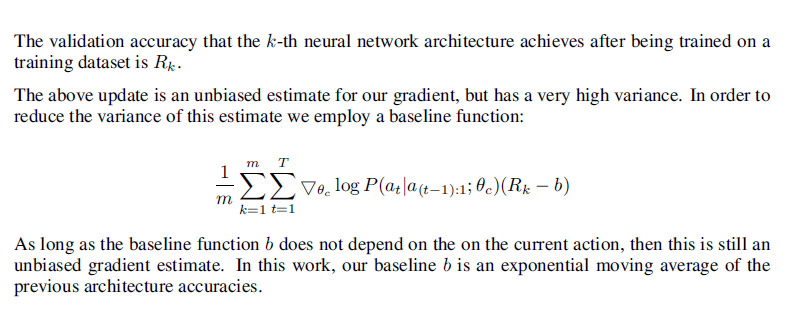 The validation accuracy that the k-th neural network architecture achieves after being trained on a
training dataset is R_k.
The above update is an unbiased estimate for our gradient, but has a very high variance. In order to
reduce the variance of this estimate we employ a baseline function:
\frac{1}{m} \sum_{k=1}^{m} \sum_{t=1}^{T} \nabla_{\theta_c} \log P(a_t|a_{(t-1):1}; \theta_c)(R_k - b)
As long as the baseline function b does not depend on the on the current action, then this is still an
unbiased gradient estimate. In this work, our baseline b is an exponential moving average of the
previous architecture accuracies.